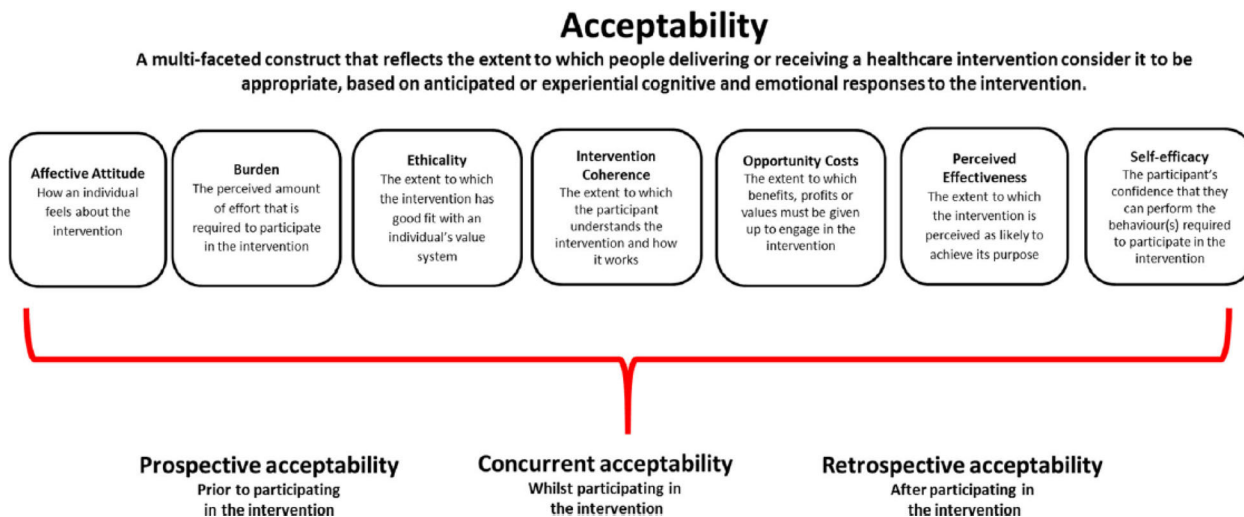 Acceptability
A multi-faceted construct that reflects the extent to which people delivering or receiving a healthcare intervention consider it to be
appropriate, based on anticipated or experiential cognitive and emotional responses to the intervention.
Affective Attitude
How an individual
feels about the
intervention
Burden
The perceived amount
of effort that is
required to participate
in the intervention
Ethicality
The extent to which
the intervention has
good fit with an
individual's value
system
Intervention
Coherence
The extent to which
the participant
understands the
intervention and how
it works
Opportunity Costs
The extent to which
benefits, profits or
values must be given
up to engage in the
intervention
Perceived
Effectiveness
The extent to which
the intervention is
perceived as likely to
achieve its purpose
Self-efficacy
The participant's
confidence that they
can perform the
behaviour(s) required
to participate in the
intervention
Prospective acceptability
Prior to participating
in the intervention
Concurrent acceptability
Whilst participating in
the intervention
Retrospective acceptability
After participating in
the intervention